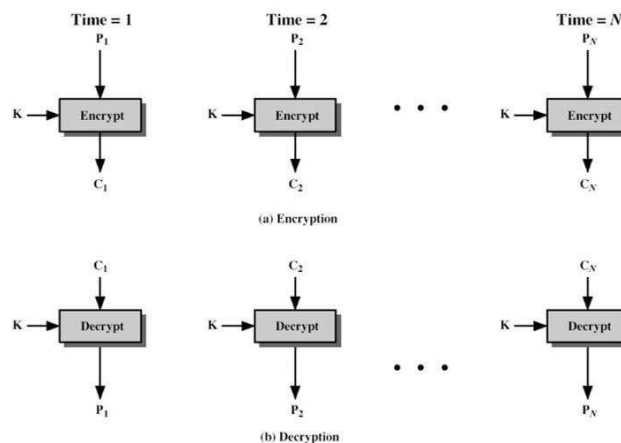 Time = 1 Time = 2 Time = N
P1 P2 PN
K Encrypt K Encrypt • • • K Encrypt
C1 C2 CN
(a) Encryption
C1 C2 CN
K Decrypt K Decrypt K Decrypt
• • •
P1 P2 PN
(b) Decryption